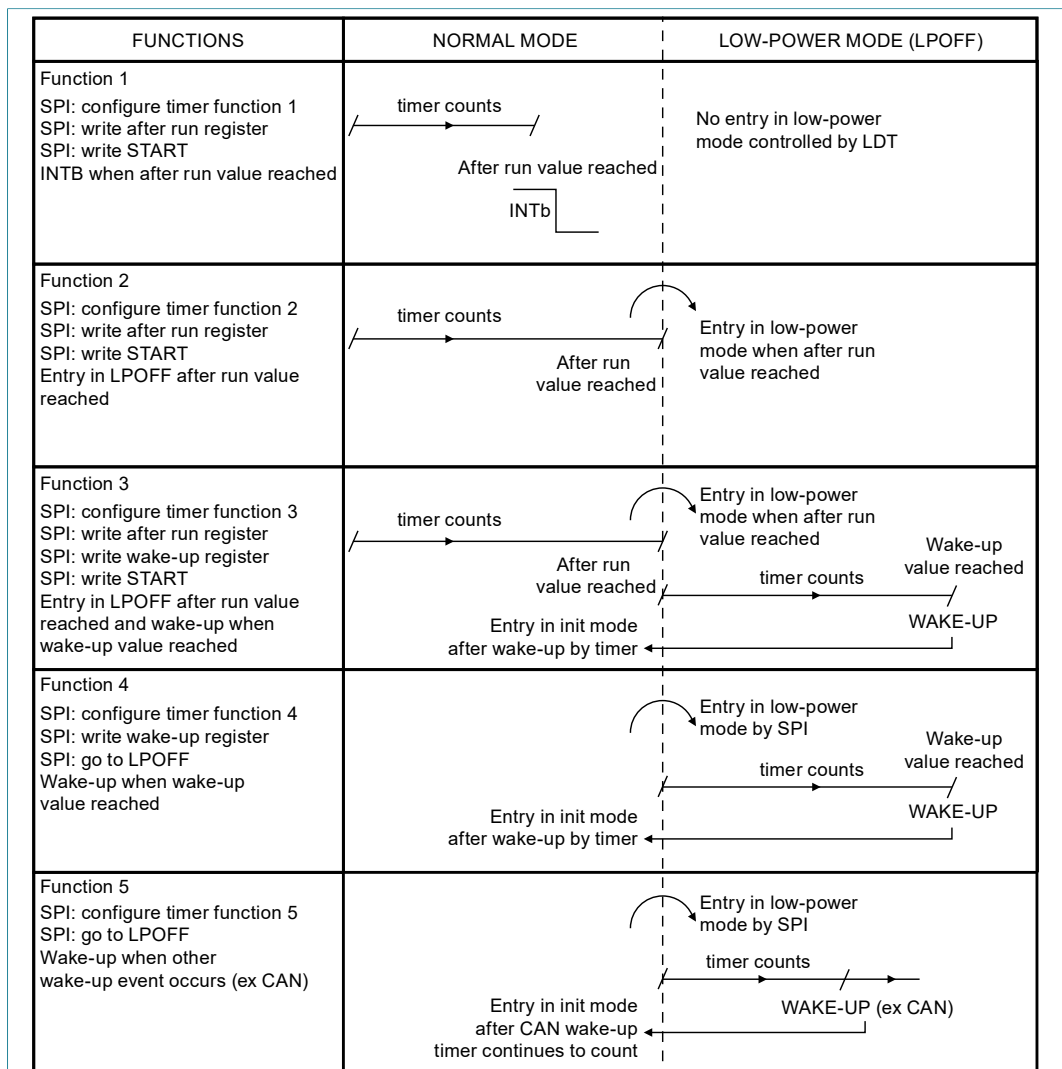 FUNCTIONS
NORMAL MODE
LOW-POWER MODE (LPOFF)
Function 1
SPI: configure timer function 1
SPI: write after run register
SPI: write START
INTB when after run value reached
timer counts
After run value reached
INTb
No entry in low-power
mode controlled by LDT
Function 2
SPI: configure timer function 2
SPI: write after run register
SPI: write START
Entry in LPOFF after run value
reached
timer counts
After run
value reached
Entry in low-power
mode when after run
value reached
Function 3
SPI: configure timer function 3
SPI: write after run register
SPI: write wake-up register
SPI: write START
Entry in LPOFF after run value
reached and wake-up when
wake-up value reached
timer counts
After run
value reached
Entry in init mode
after wake-up by timer
Entry in low-power
mode when after run
value reached
timer counts
Wake-up
value reached
WAKE-UP
Function 4
SPI: configure timer function 4
SPI: write wake-up register
SPI: go to LPOFF
Wake-up when wake-up
value reached
Entry in init mode
after wake-up by timer
Entry in low-power
mode by SPI
timer counts
Wake-up
value reached
WAKE-UP
Function 5
SPI: configure timer function 5
SPI: go to LPOFF
Wake-up when other
wake-up event occurs (ex CAN)
Entry in init mode
after CAN wake-up
timer continues to count
Entry in low-power
mode by SPI
timer counts
WAKE-UP (ex CAN)